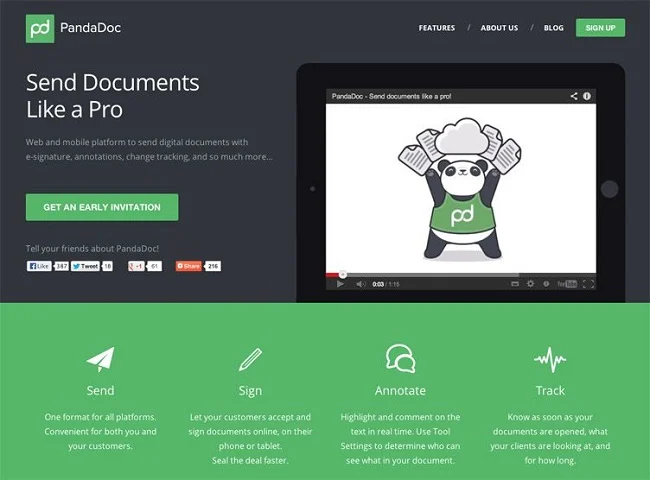 pd PandaDoc
FEATURES / ABOUT US / BLOG SIGN UP
Send Documents
Like a Pro
Web and mobile platform to send digital documents with
e-signature, annotations, change tracking, and so much more...
GET AN EARLY INVITATION
Tell your friends about PandaDoc!
Like 387 Tweet 18 +1 61 Share 216
PandaDoc - Send documents like a pro!
pd
0:03 / 1:15
YouTube
Send
One format for all platforms.
Convenient for both you and
your customers.
Sign
Let your customers accept and
sign documents online, on their
phone or tablet.
Seal the deal faster.
Annotate
Highlight and comment on the
text in real time. Use Tool
Settings to determine who can
see what in your document.
Track
Know as soon as your
documents are opened, what
your clients are looking at, and
for how long.